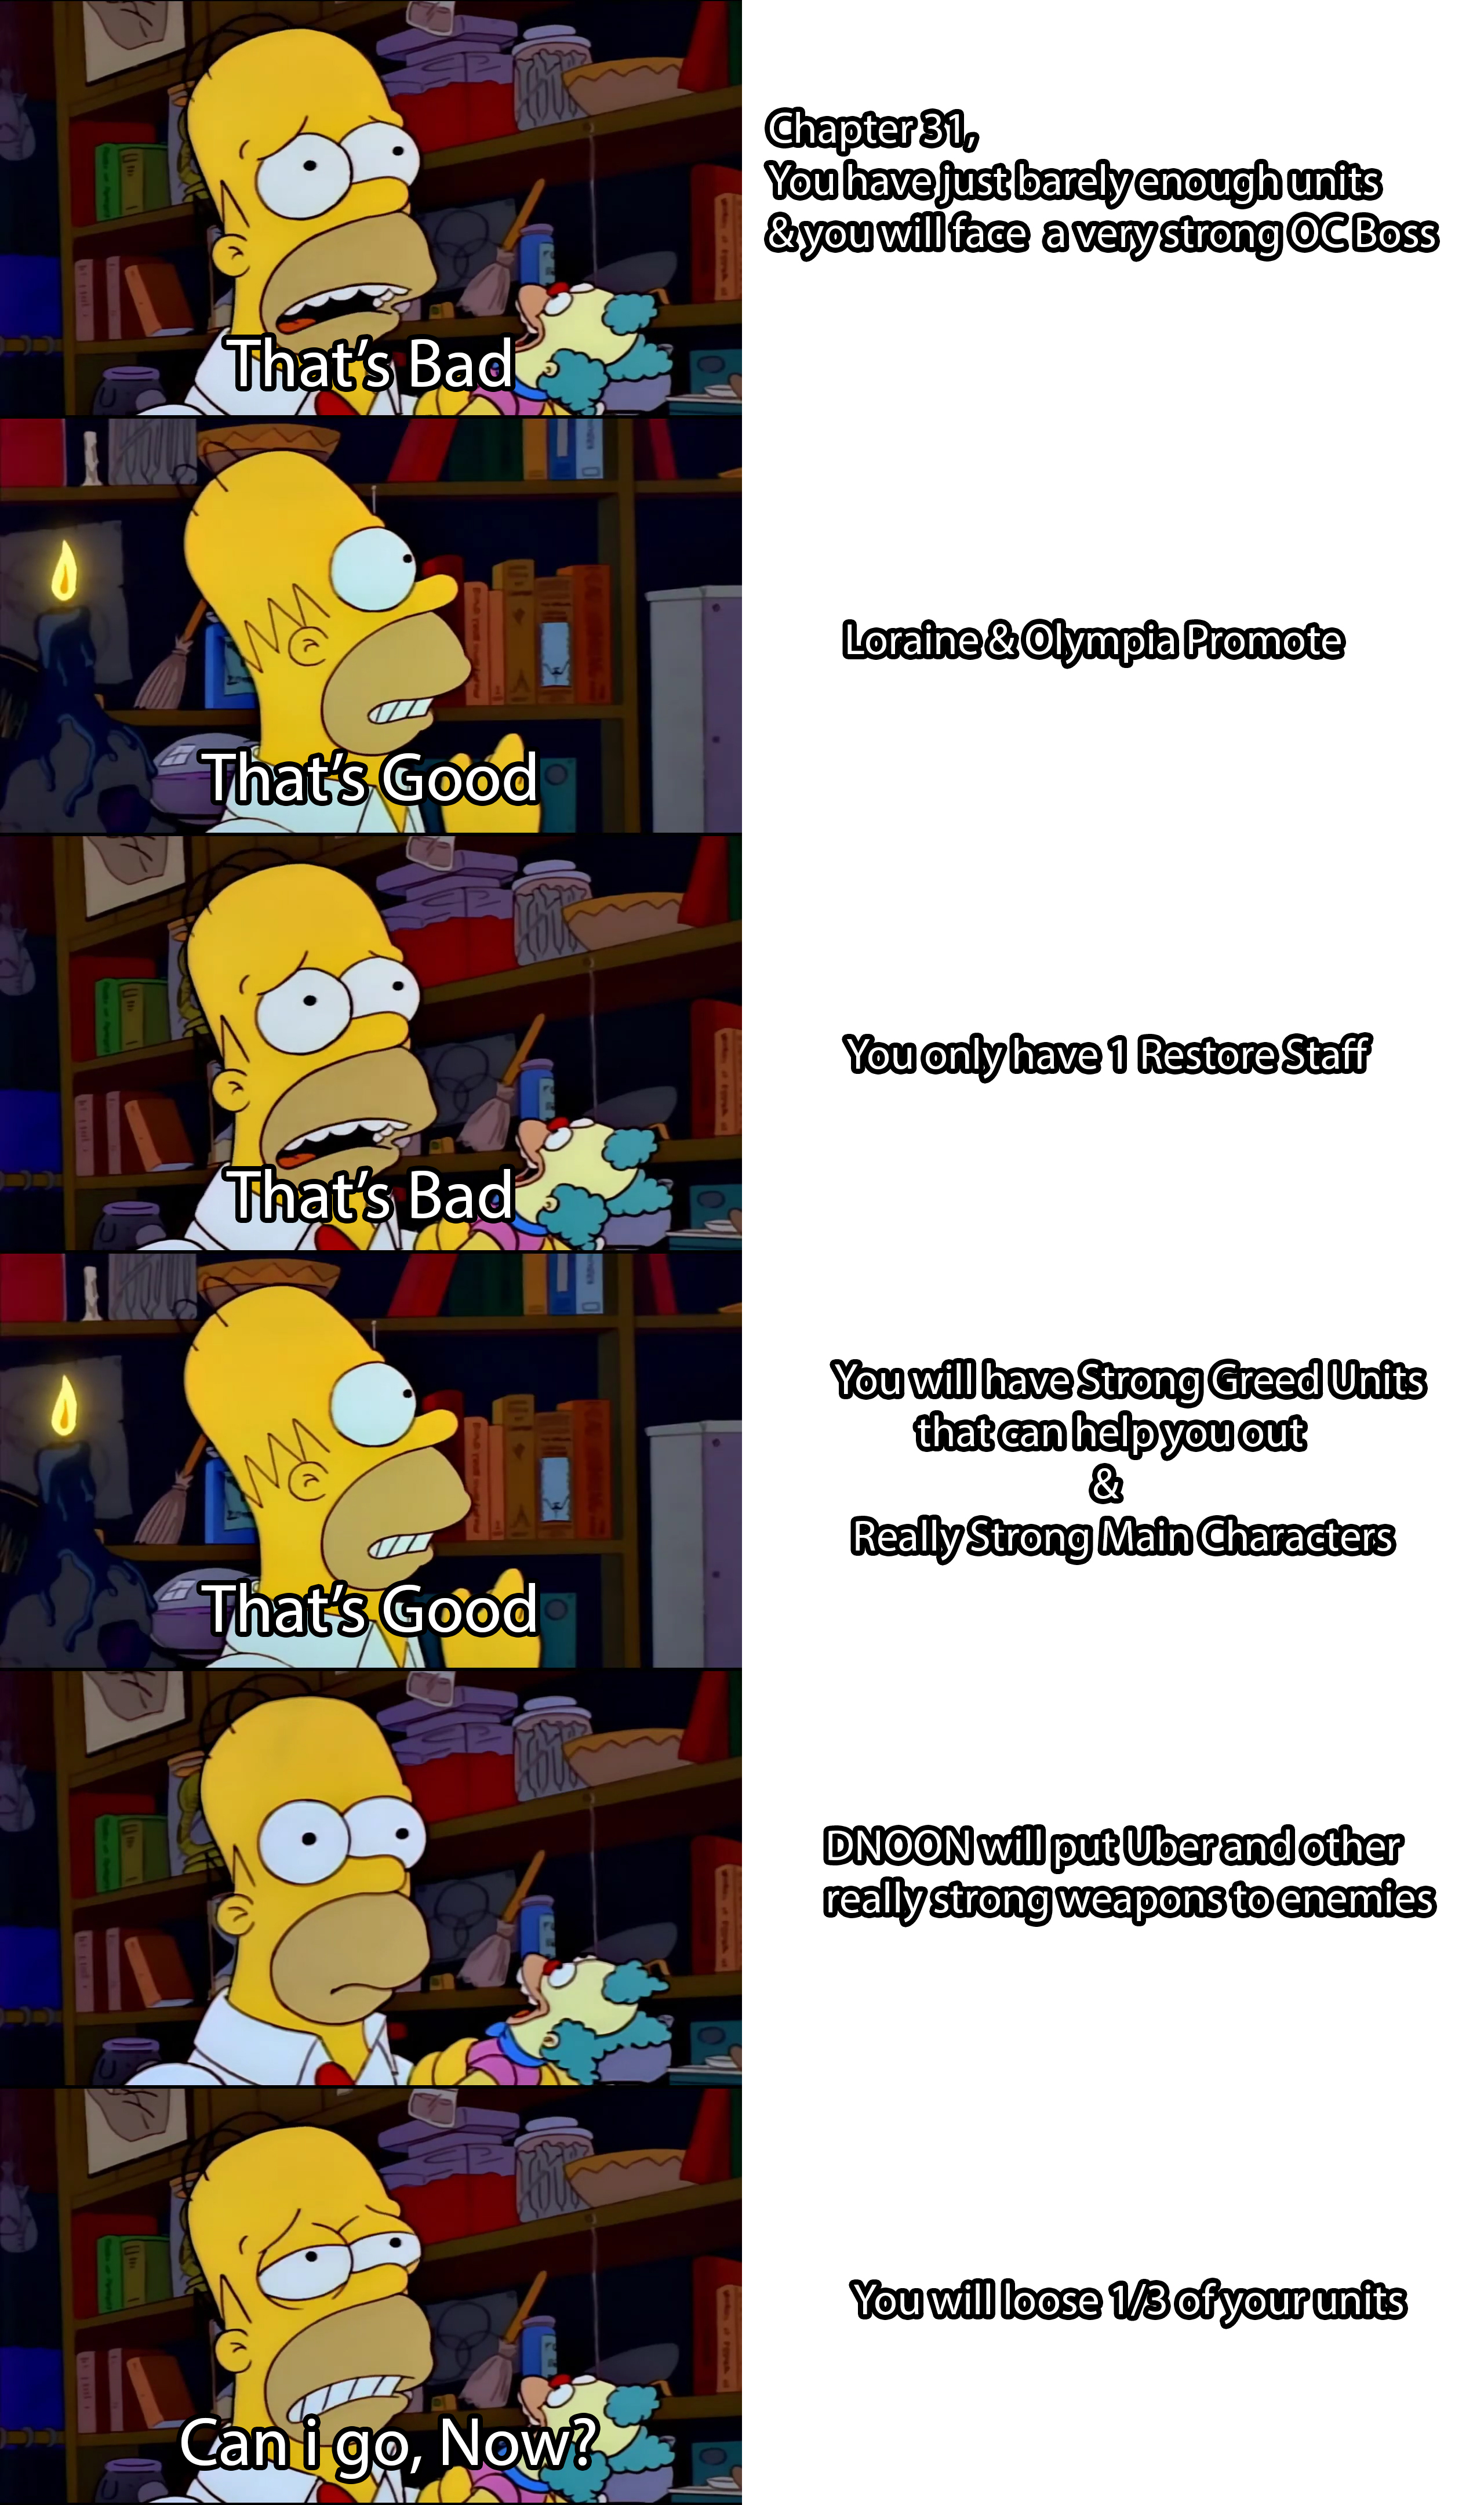 Chapter 31,
You have just barely enough units
& you will face a very strong OC Boss
That's Bad
Loraine & Olympia Promote
That's Good
You only have 1 Restore Staff
That's Bad
You will have Strong Greed Units
that can help you out
&
Really Strong Main Characters
That's Good
DNOON will put Uber and other
really strong weapons to enemies
You will loose 1/3 of your units
Can i go, Now?